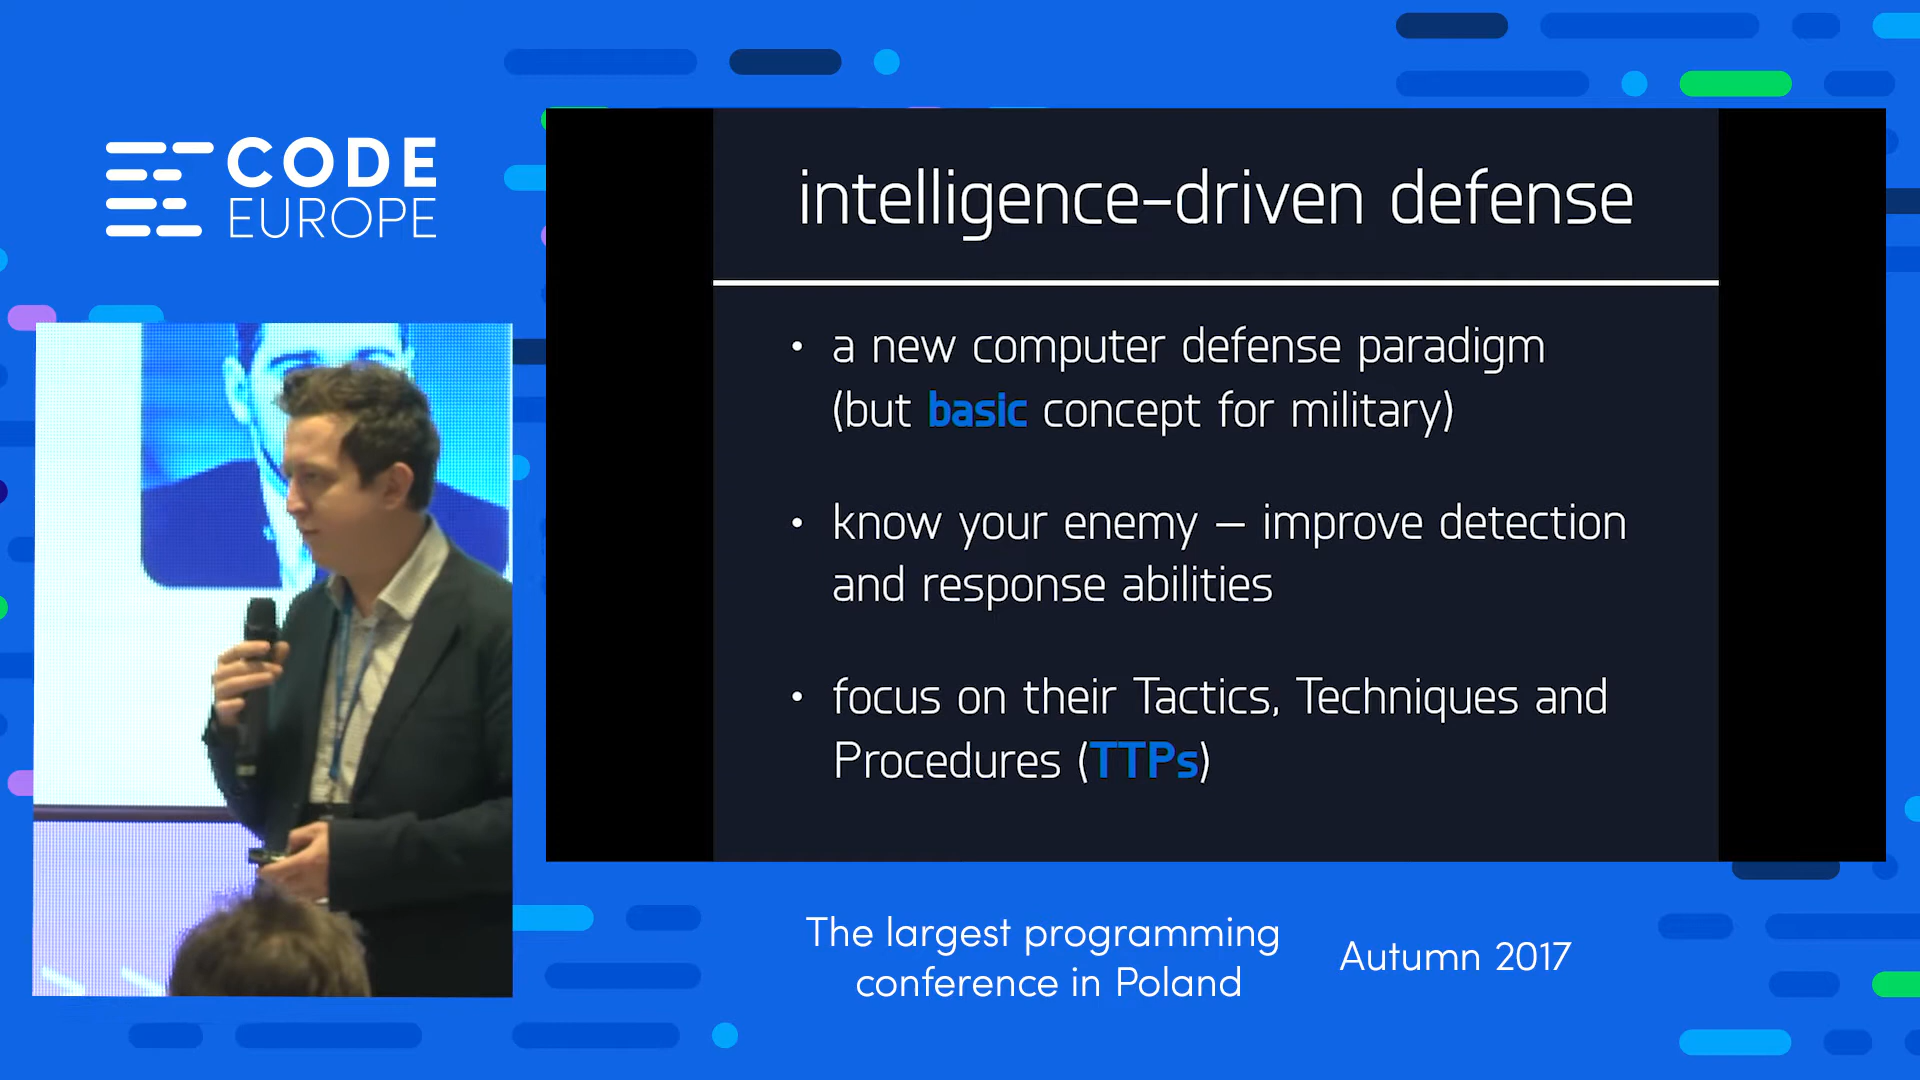 CODE
EUROPE
intelligence-driven defense
• a new computer defense paradigm
(but basic concept for military)
• know your enemy – improve detection
and response abilities
• focus on their Tactics, Techniques and
Procedures (TTPs)
The largest programming
conference in Poland
Autumn 2017